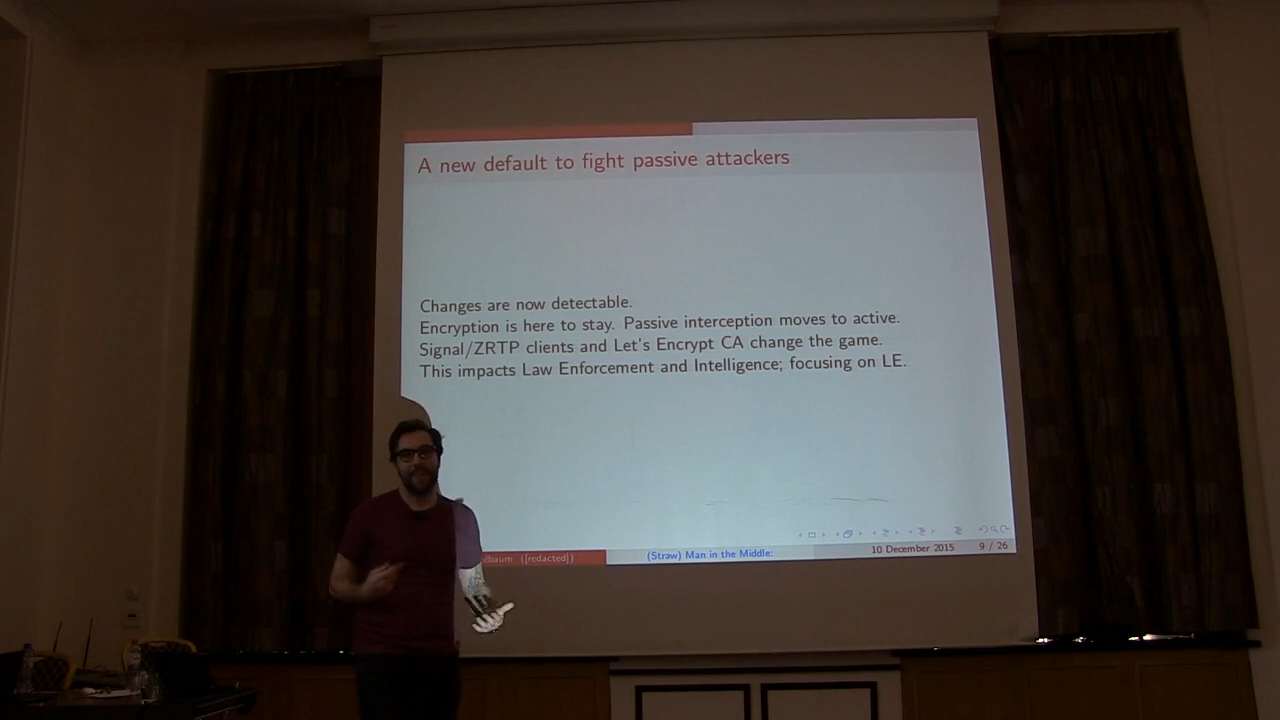 A new default to fight passive attackers
Changes are now detectable.
Encryption is here to stay. Passive interception moves to active.
Signal/ZRTP clients and Let's Encrypt CA change the game.
This impacts Law Enforcement and Intelligence; focusing on LE.
([redacted]) (Straw) Man in the Middle: 10 December 2015 9 / 26